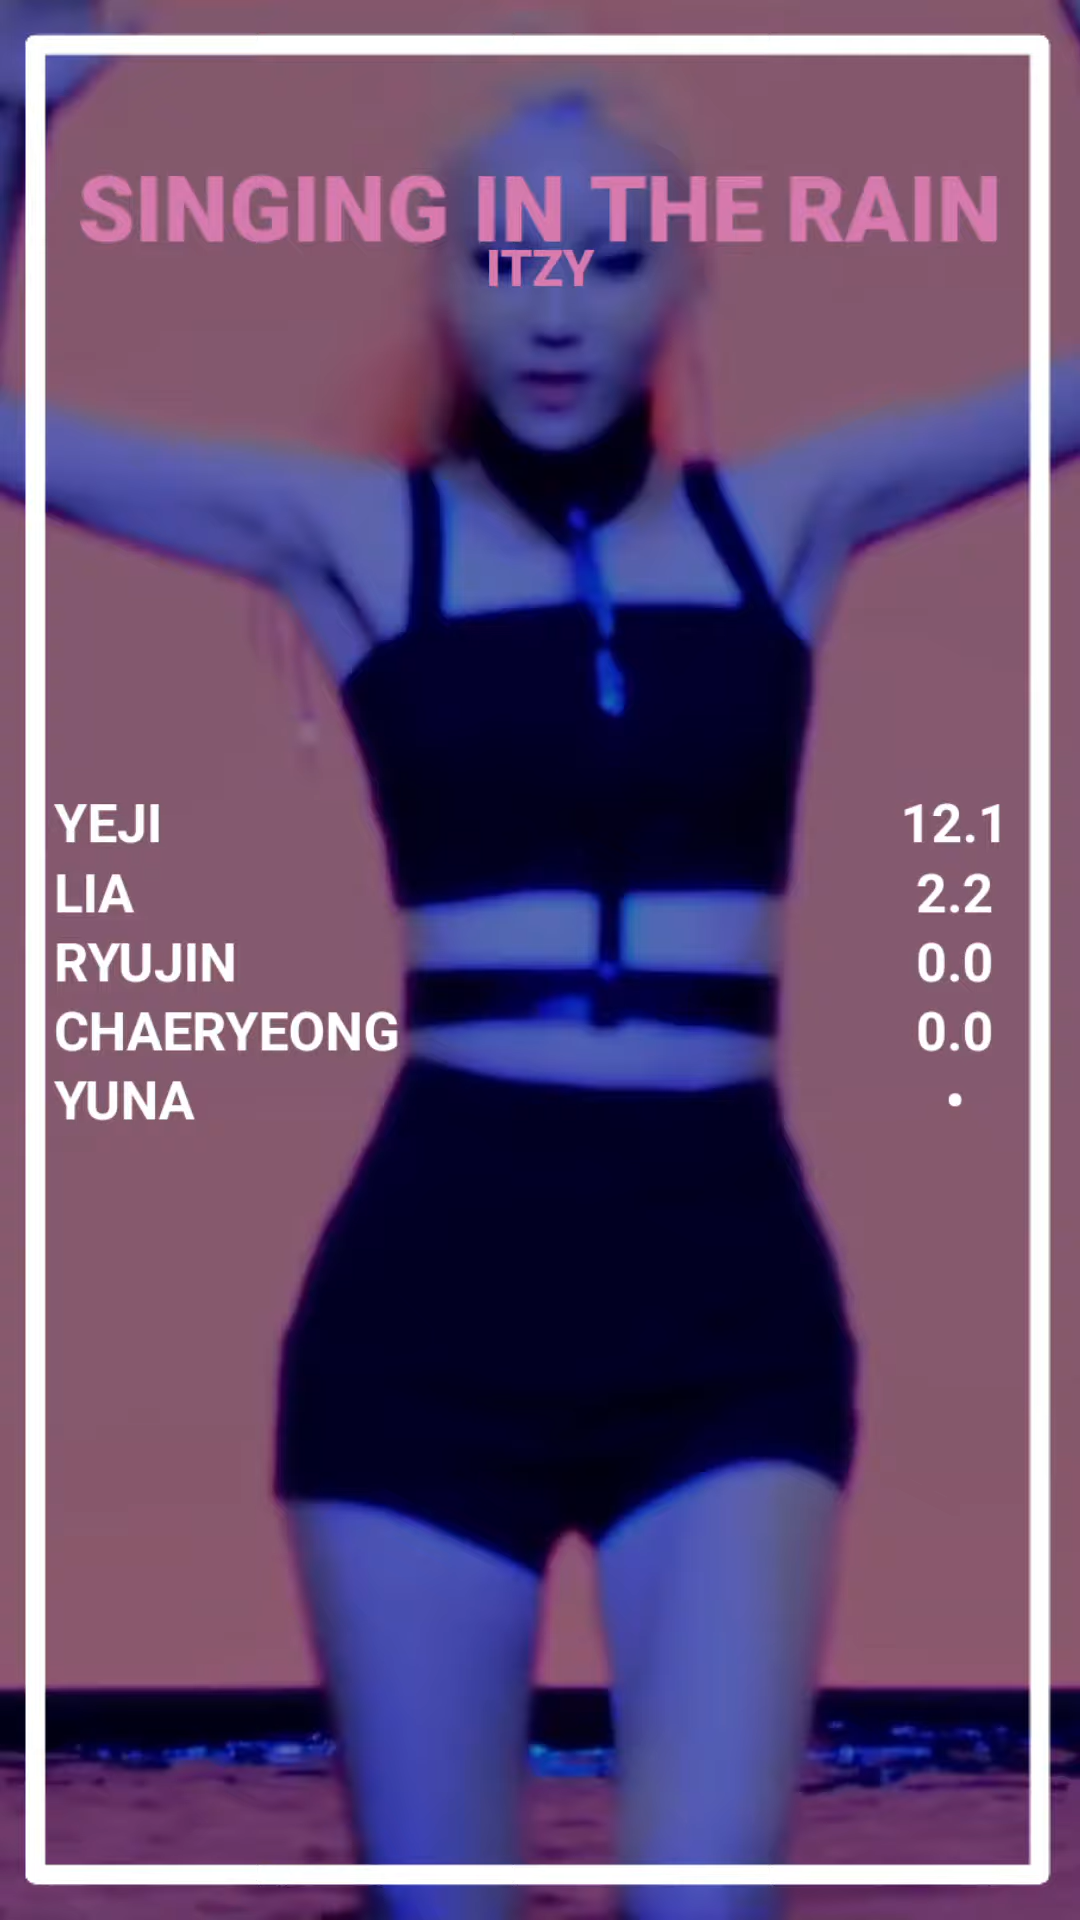 SINGING IN THE RAIN
ITZY
YEJI 12.1
LIA 2.2
RYUJIN 0.0
CHAERYEONG 0.0
YUNA •